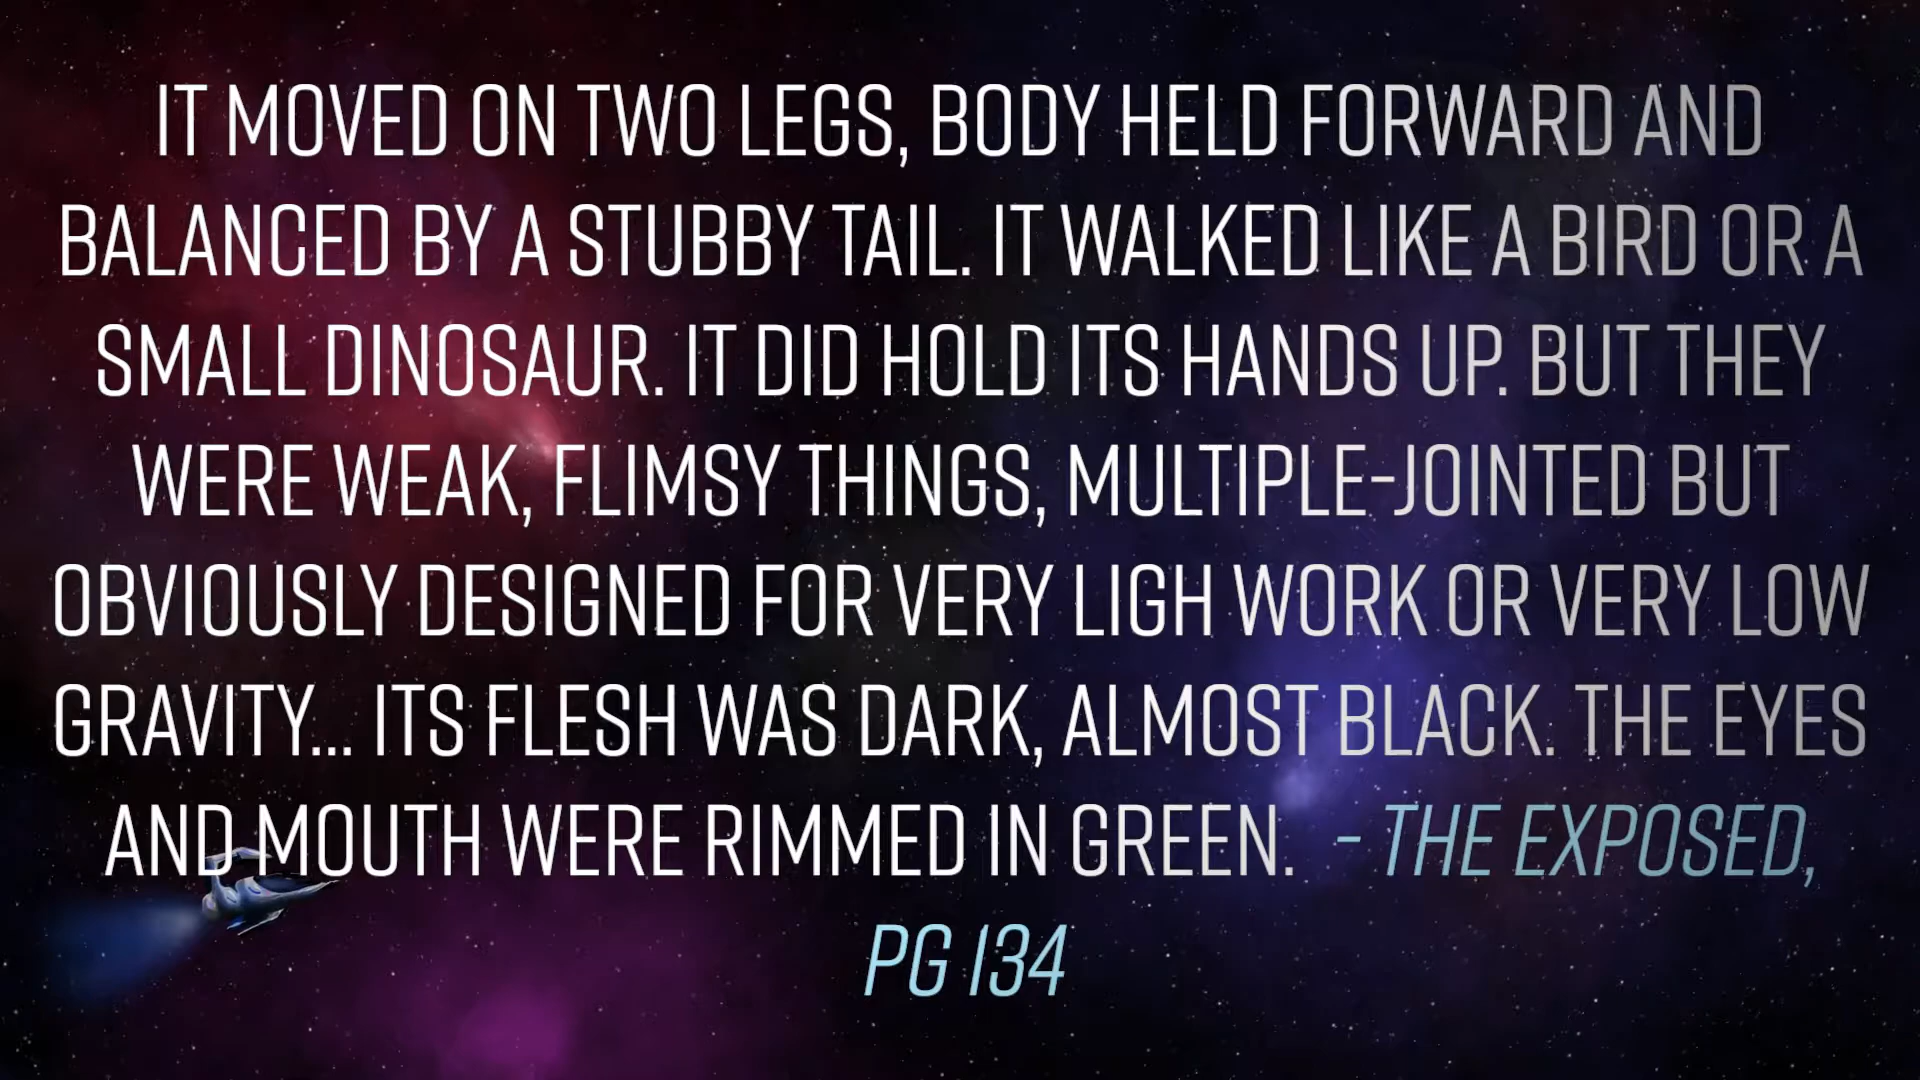 IT MOVED ON TWO LEGS, BODY HELD FORWARD AND
BALANCED BY A STUBBY TAIL. IT WALKED LIKE A BIRD OR A
SMALL DINOSAUR. IT DID HOLD ITS HANDS UP. BUT THEY
WERE WEAK, FLIMSY THINGS, MULTIPLE-JOINTED BUT
OBVIOUSLY DESIGNED FOR VERY LIGH WORK OR VERY LOW
GRAVITY... ITS FLESH WAS DARK, ALMOST BLACK. THE EYES
AND MOUTH WERE RIMMED IN GREEN. - THE EXPOSED,
PG 134